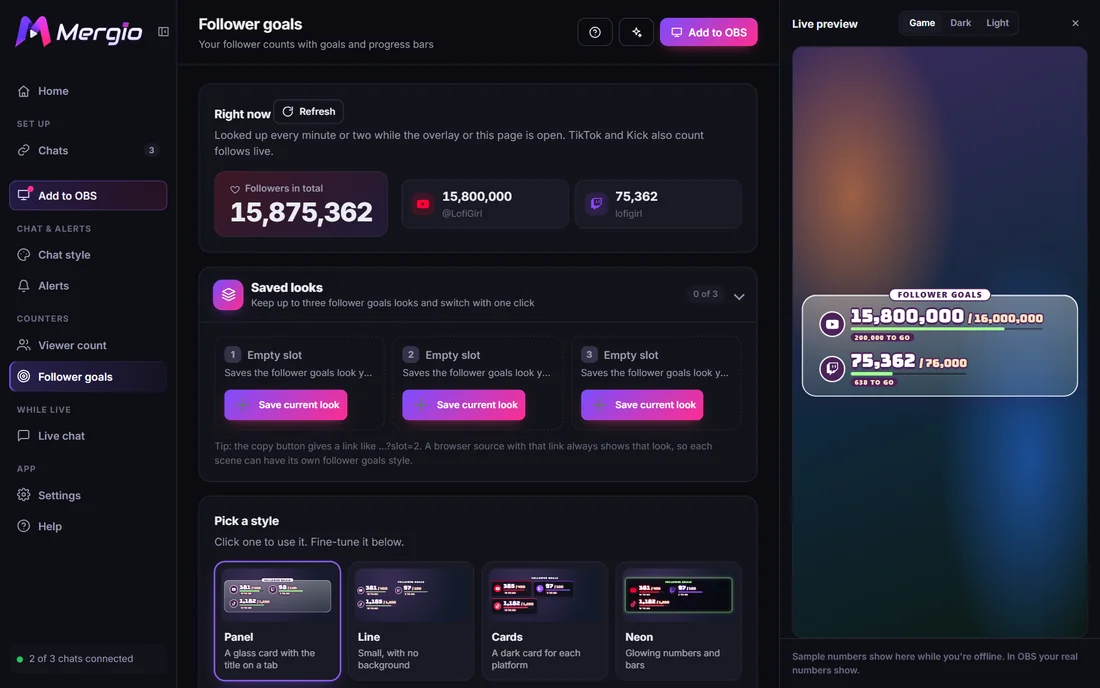 Mergio
Home
SET UP
Chats
3
Add to OBS
CHAT & ALERTS
Chat style
Alerts
COUNTERS
Viewer count
Follower goals
WHILE LIVE
Live chat
APP
Settings
Help
2 of 3 chats connected
Follower goals
Your follower counts with goals and progress bars
Add to OBS
Right now
Refresh
Looked up every minute or two while the overlay or this page is open. TikTok and Kick also count
follows live.
Followers in total
15,875,362
15,800,000
@LofiGirl
75,362
lofigirl
Saved looks
Keep up to three follower goals looks and switch with one click
0 of 3
1 Empty slot
Saves the follower goals look y...
Save current look
2 Empty slot
Saves the follower goals look y...
Save current look
3 Empty slot
Saves the follower goals look y...
Save current look
Tip: the copy button gives a link like ...?slot=2. A browser source with that link always shows that look, so each
scene can have its own follower goals style.
Pick a style
Click one to use it. Fine-tune it below.
Panel
A glass card with the
title on a tab
Line
Small, with no
background
Cards
A dark card for each
platform
Neon
Glowing numbers and
bars
Live preview
Game
Dark
Light
FOLLOWER GOALS
15,800,000 / 16,000,000
200,000 TO GO
75,362 / 76,000
638 TO GO
Sample numbers show here while you're offline. In OBS your real
numbers show.